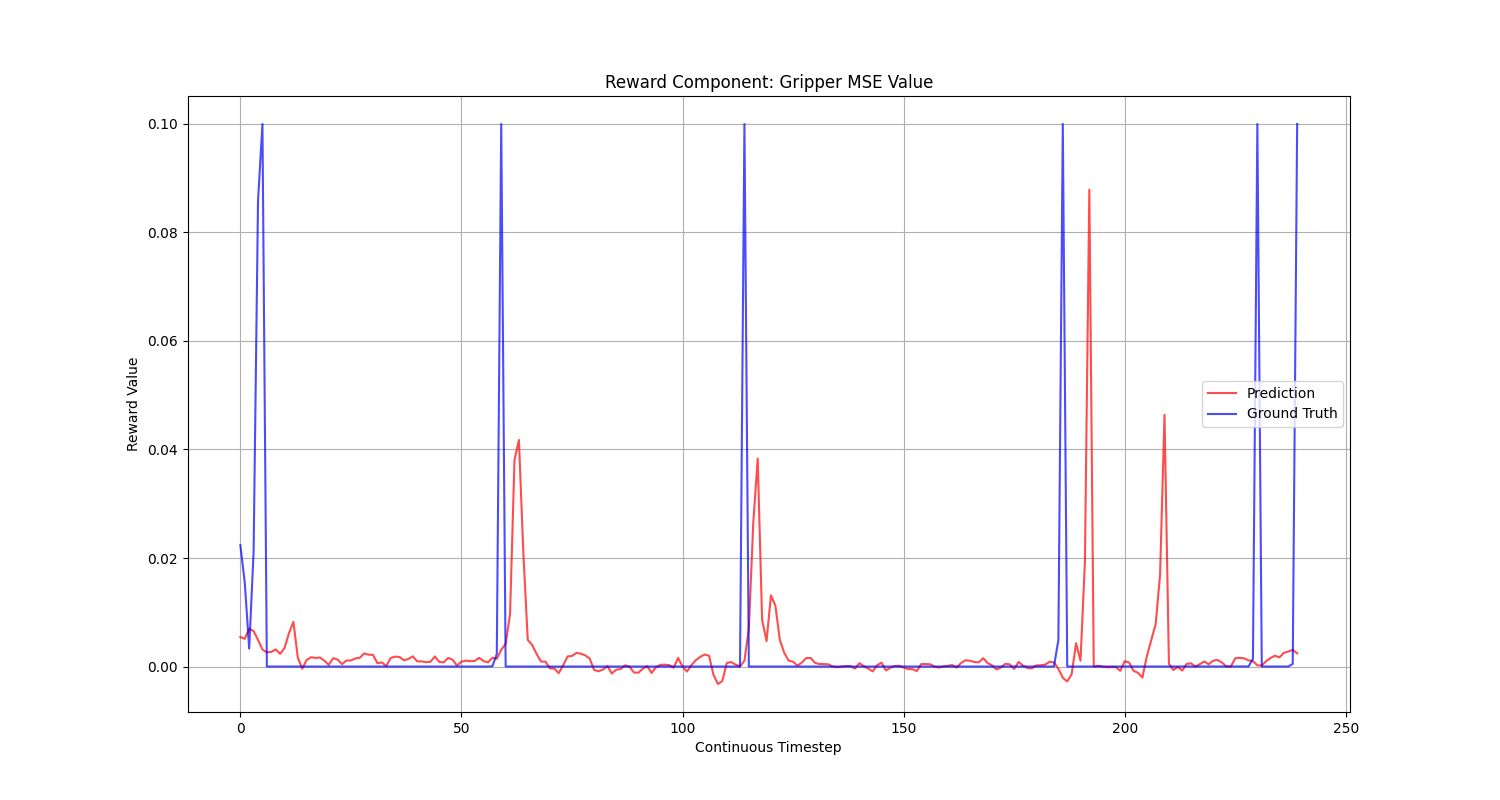 Reward Component: Gripper MSE Value
Reward Value
0.10
0.08
0.06
0.04
0.02
0.00
Prediction
Ground Truth
0
50
100
150
200
250
Continuous Timestep